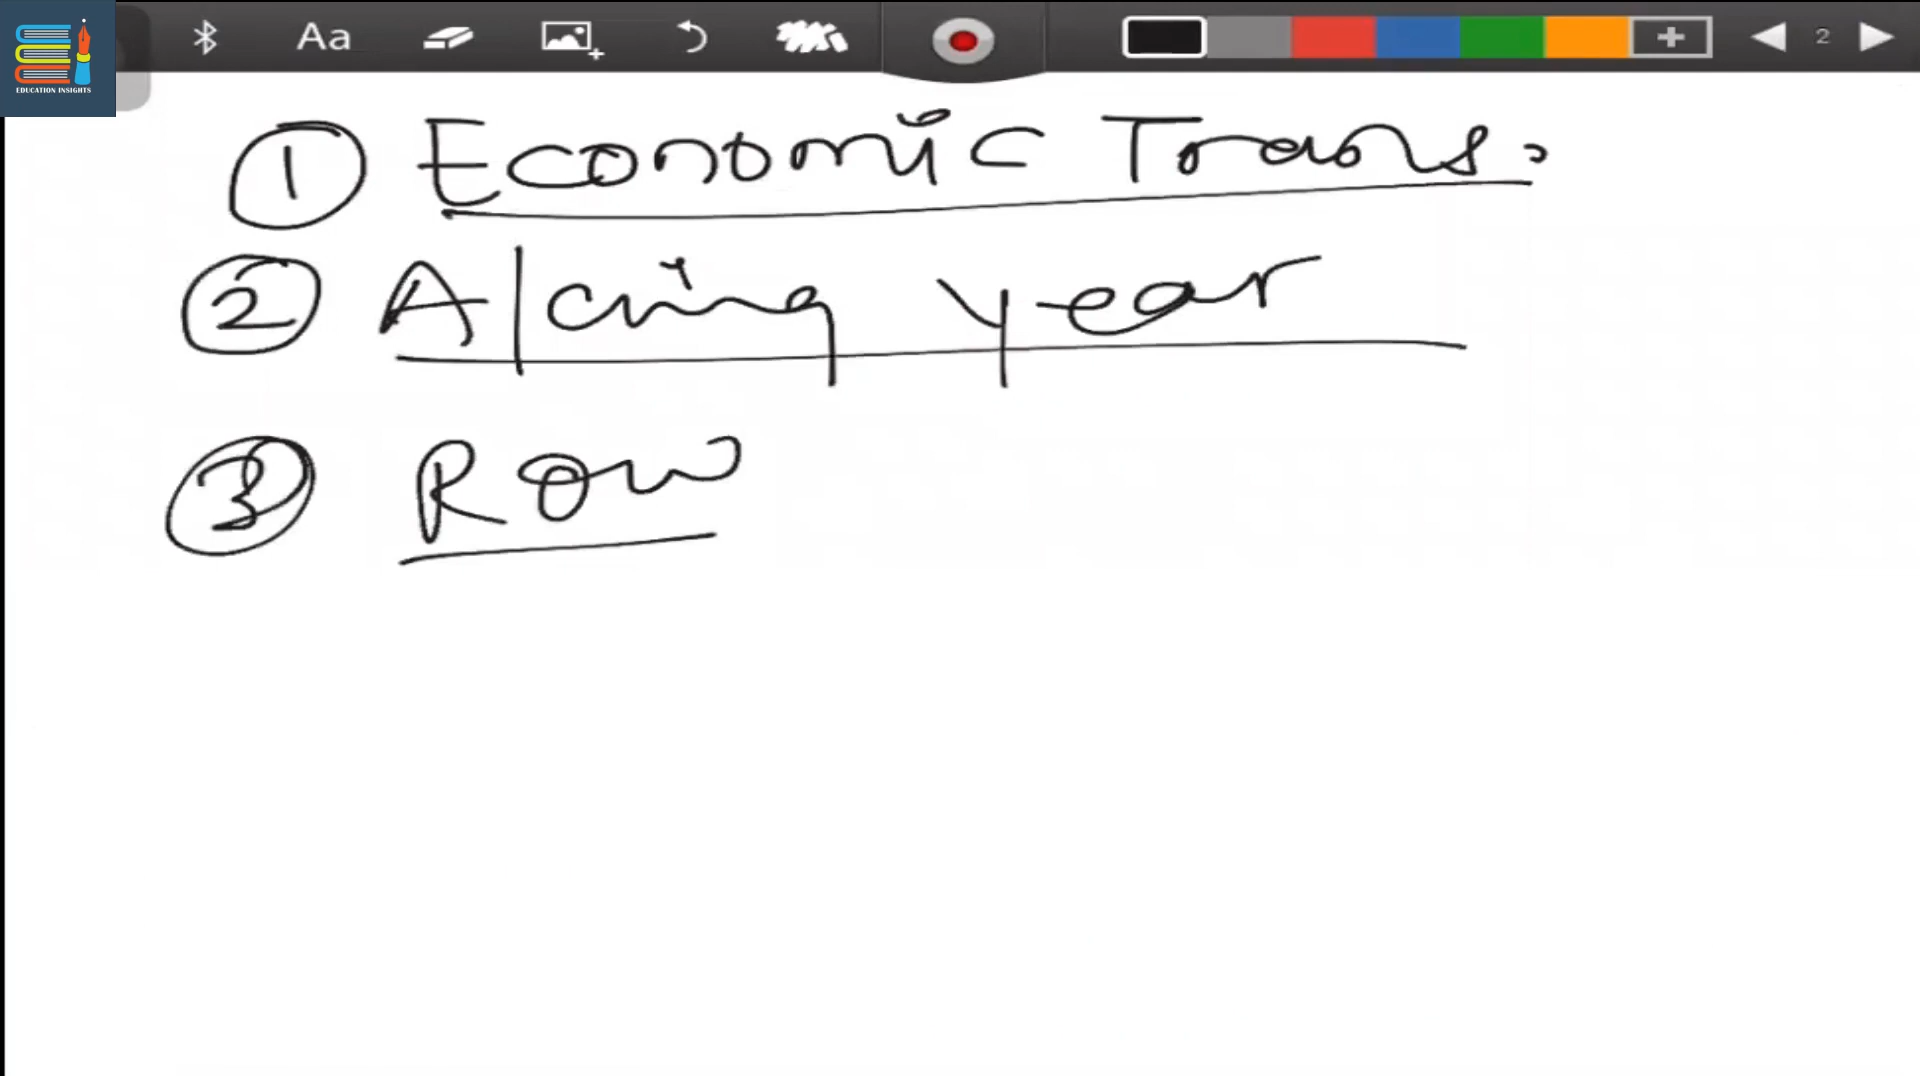 Aa
2
EDUCATION INSIGHTS
① Economic Trans.
② A/cing year
③ Row